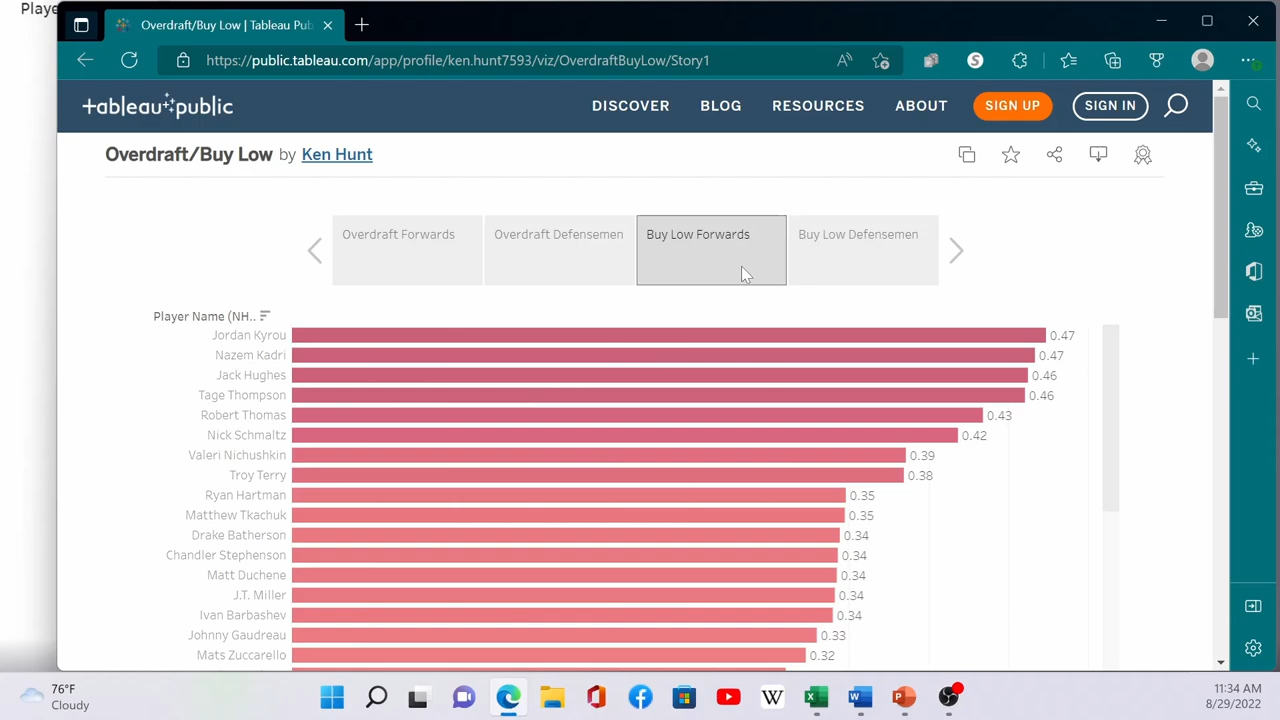 Playe
Overdraft/Buy Low | Tableau Pub
https://public.tableau.com/app/profile/ken.hunt7593/viz/OverdraftBuyLow/Story1
+ableau+public
DISCOVER
BLOG
RESOURCES
ABOUT
SIGN UP
SIGN IN
Overdraft/Buy Low by Ken Hunt
Overdraft Forwards
Overdraft Defensemen
Buy Low Forwards
Buy Low Defensemen
Player Name (NH..
Jordan Kyrou 0.47
Nazem Kadri 0.47
Jack Hughes 0.46
Tage Thompson 0.46
Robert Thomas 0.43
Nick Schmaltz 0.42
Valeri Nichushkin 0.39
Troy Terry 0.38
Ryan Hartman 0.35
Matthew Tkachuk 0.35
Drake Batherson 0.34
Chandler Stephenson 0.34
Matt Duchene 0.34
J.T. Miller 0.34
Ivan Barbashev 0.34
Johnny Gaudreau 0.33
Mats Zuccarello 0.32
76°F
Cloudy
11:34 AM
8/29/2022